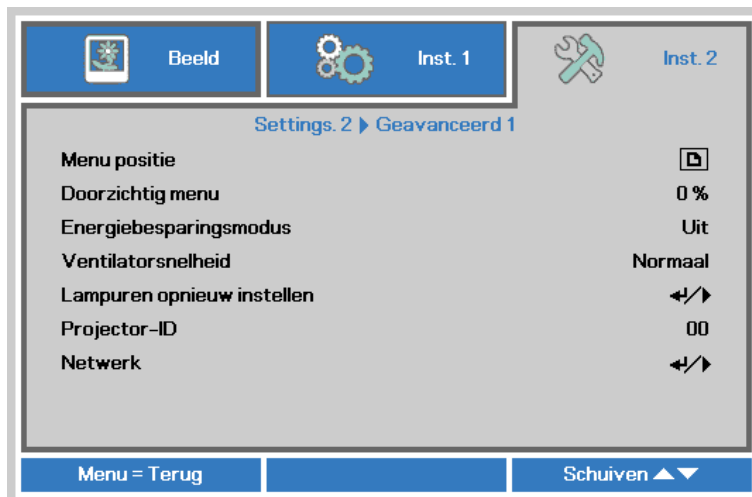 Beeld Inst. 1 Inst. 2
Settings. 2 Geavanceerd 1
Menu positie
Doorzichtig menu 0 %
Energiebesparingsmodus Uit
Ventilatorsnelheid Normaal
Lampuren opnieuw instellen ↵/▶
Projector-ID 00
Netwerk ↵/▶
Menu = Terug Schuiven ▲▼